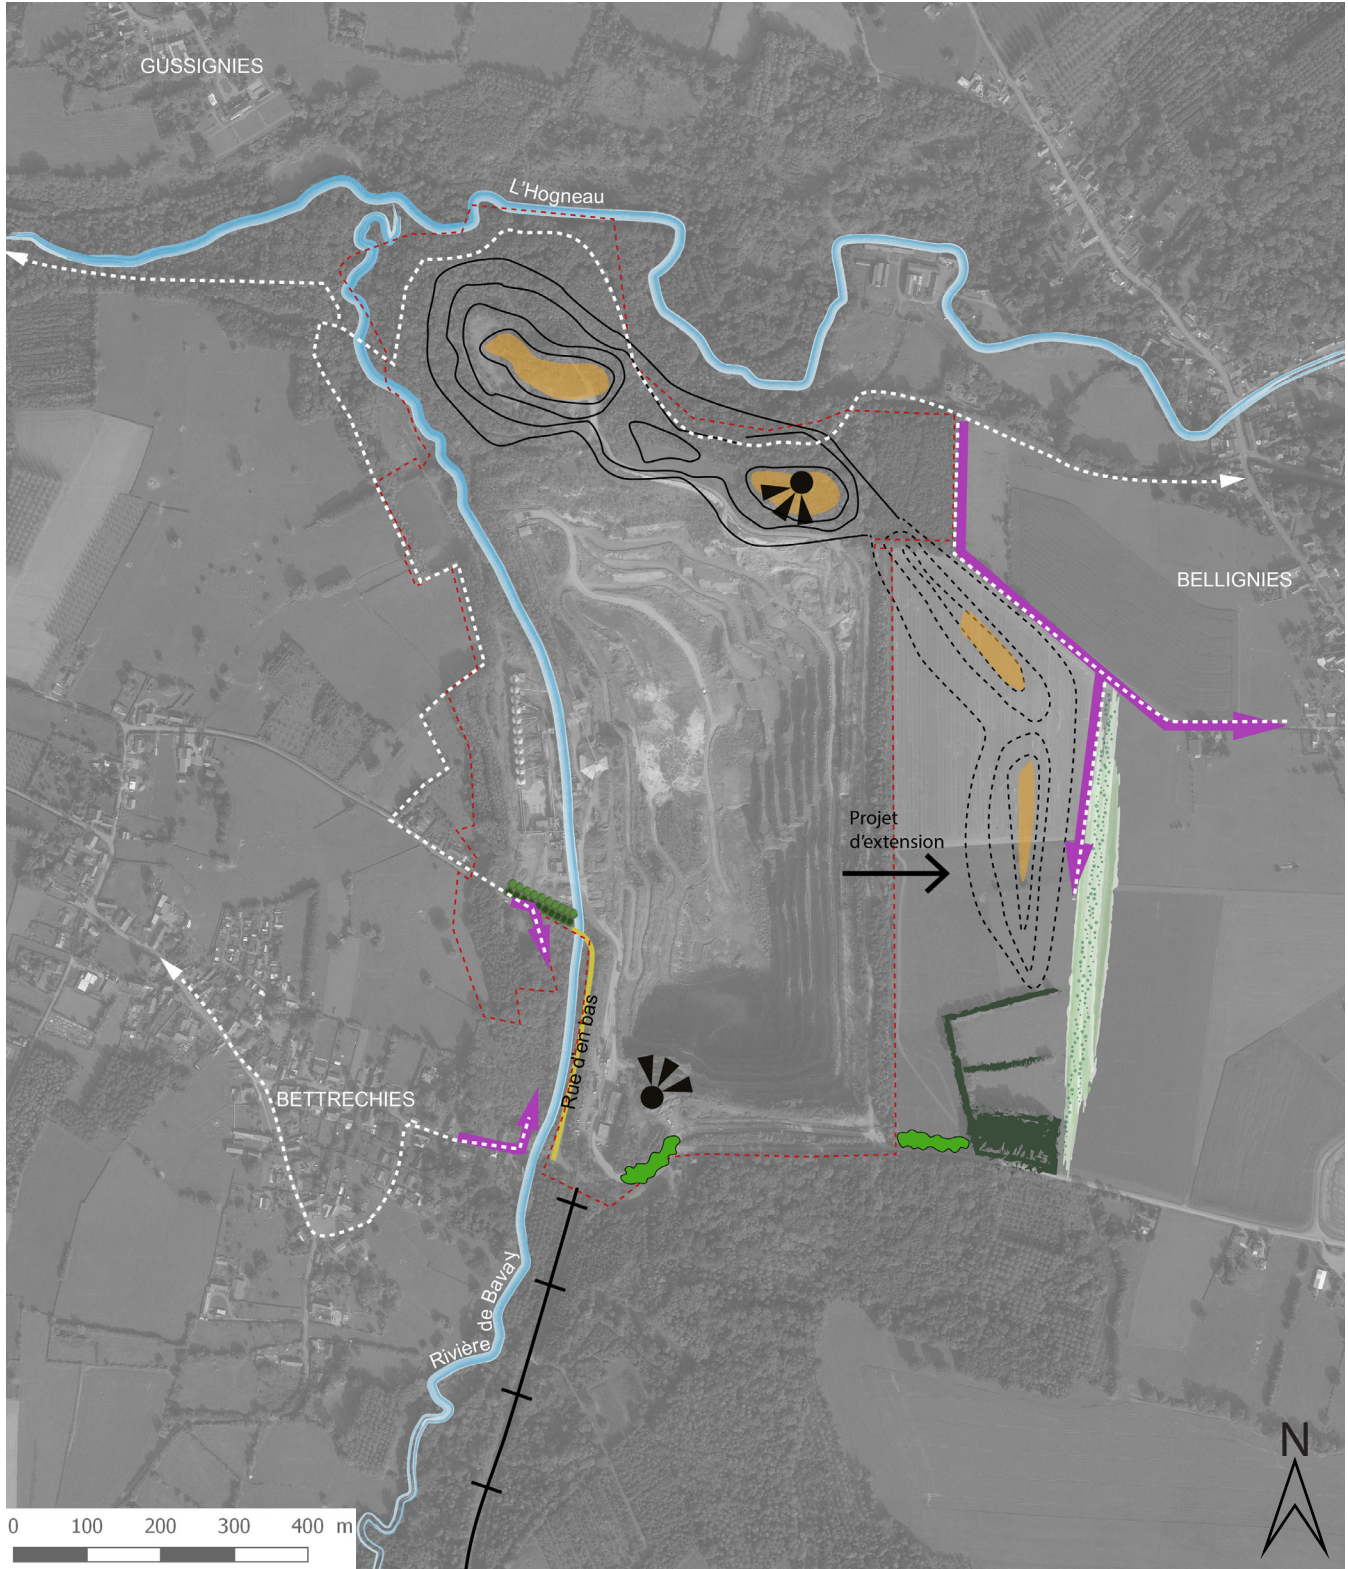 GUSSIGNIES
L'Hogneau
BELLIGNIES
Projet
d'extension
Rue d'en bas
BETTRECHIES
Rivière de Bavay
N
0 100 200 300 400 m